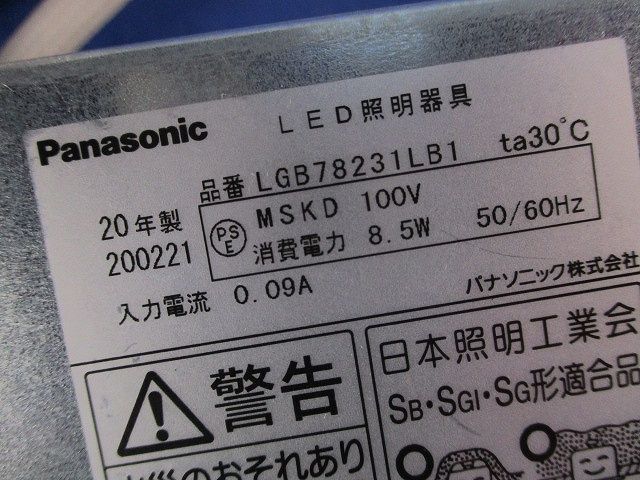 Panasonic LED照明器具
品番 LGB78231LB1 ta30℃
20年製 PSE MSKD 100V 50/60Hz
200221 消費電力 8.5W
入力電流 0.09A パナソニック株式会社
警告
日本照明工業会
SB・SGI・SG形適合品
火災のおそれあり